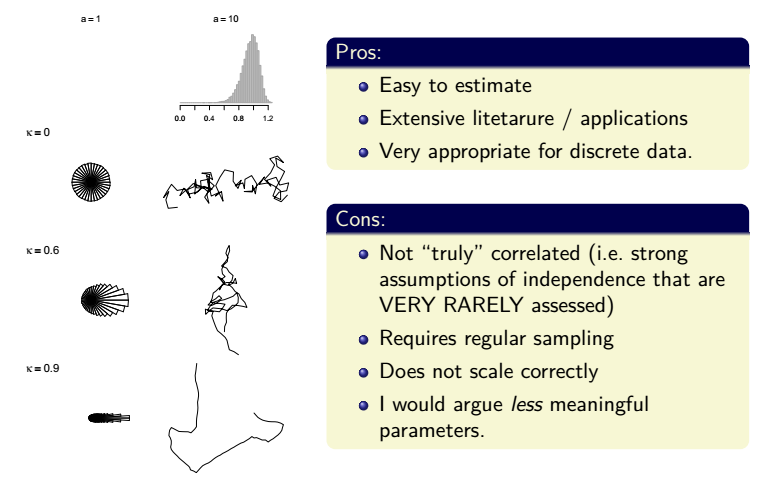 a = 1
a = 10
0.0 0.4 0.8 1.2
κ = 0
κ = 0.6
κ = 0.9
Pros:
Easy to estimate
Extensive litetarure / applications
Very appropriate for discrete data.
Cons:
Not “truly” correlated (i.e. strong
assumptions of independence that are
VERY RARELY assessed)
Requires regular sampling
Does not scale correctly
I would argue less meaningful
parameters.